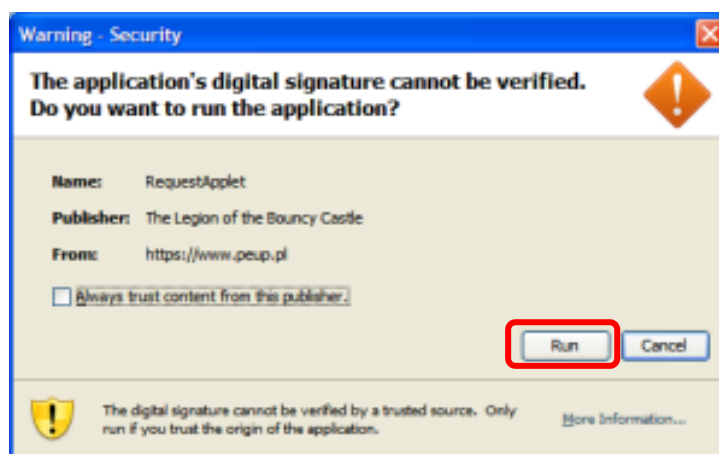 Warning - Security
The application's digital signature cannot be verified.
Do you want to run the application?
Name: RequestApplet
Publisher: The Legion of the Bouncy Castle
From: https://www.peup.pl
Always trust content from this publisher.
Run Cancel
The digital signature cannot be verified by a trusted source. Only
run if you trust the origin of the application.
More Information...